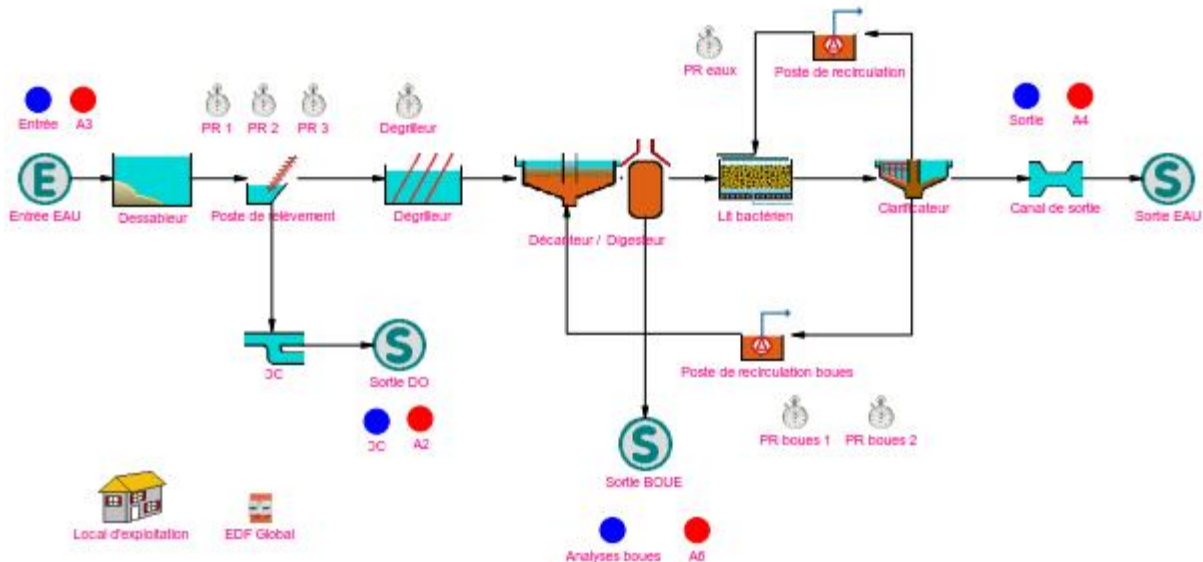 PR eaux
Poste de recirculation
Entrée
A3
PR 1
PR 2
PR 3
Dégrilleur
Sortie
A4
E
S
Entrée EAU
Dessableur
Poste de relèvement
Dégrilleur
Décanteur / Digesteur
Lit bactérien
Clarificateur
Canal de sortie
Sortie EAU
S
DC
Sortie DO
Poste de recirculation boues
DC
A2
S
PR boues 1
PR boues 2
Sortie BOUE
Local d'exploitation
EDF Global
Analyses boues
A6